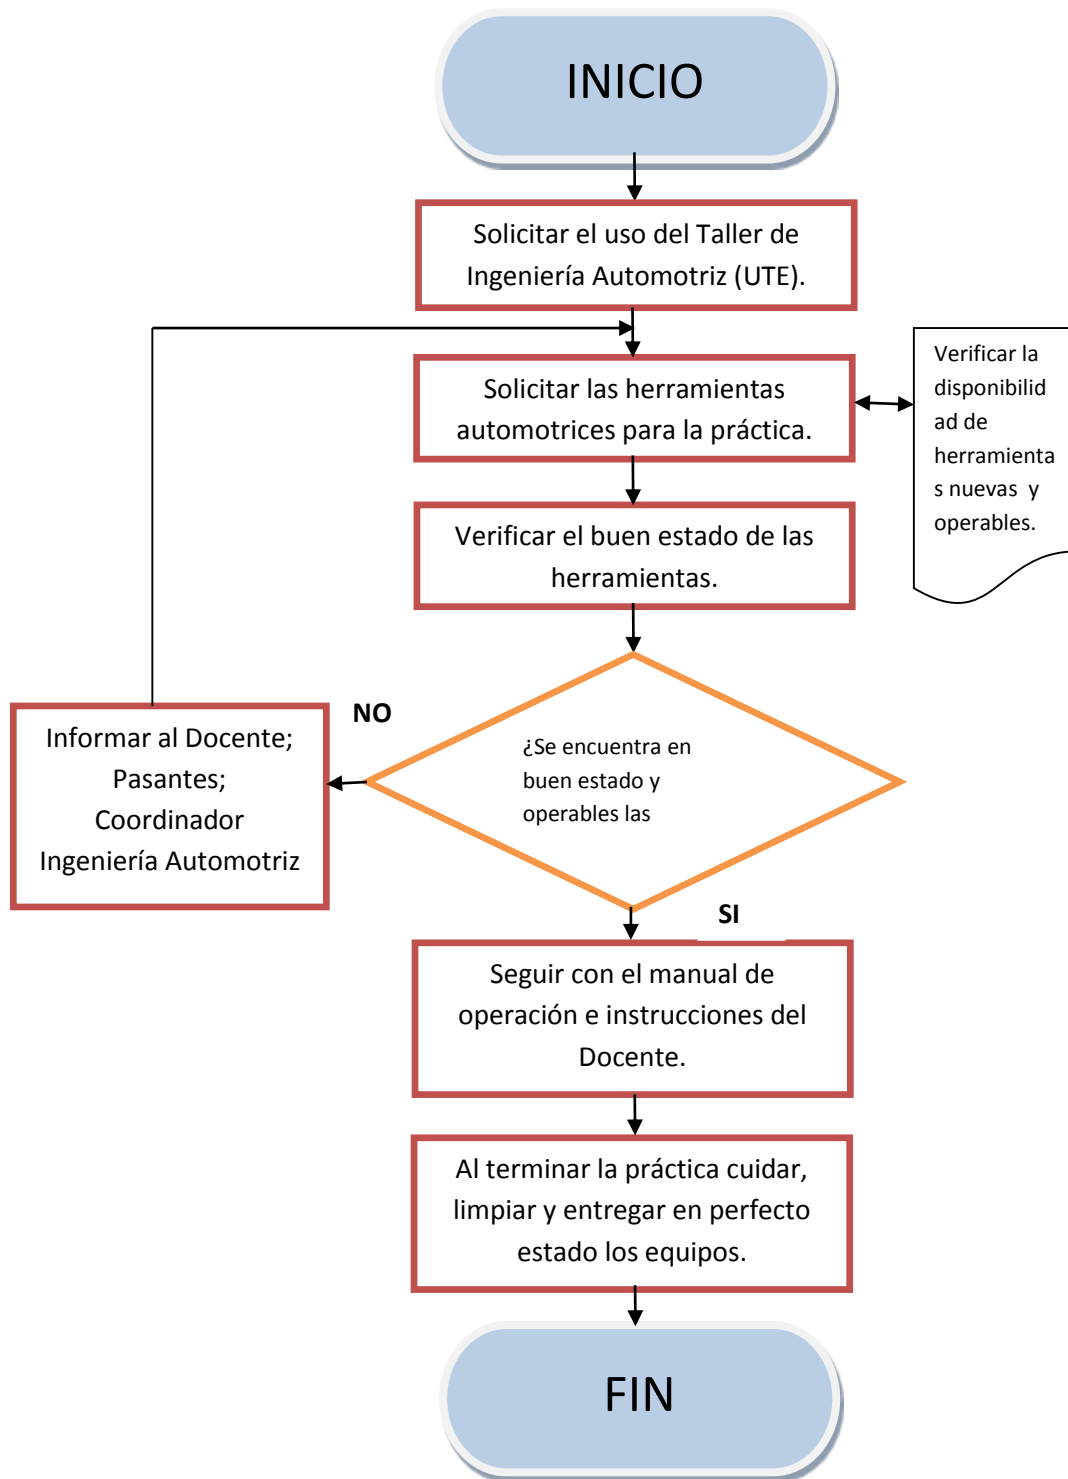 INICIO
Solicitar el uso del Taller de
Ingeniería Automotriz (UTE).
Solicitar las herramientas
automotrices para la práctica.
Verificar la
disponibilid
ad de
herramienta
s nuevas y
operables.
Verificar el buen estado de las
herramientas.
NO
¿Se encuentra en
buen estado y
operables las
Informar al Docente;
Pasantes;
Coordinador
Ingeniería Automotriz
SI
Seguir con el manual de
operación e instrucciones del
Docente.
Al terminar la práctica cuidar,
limpiar y entregar en perfecto
estado los equipos.
FIN